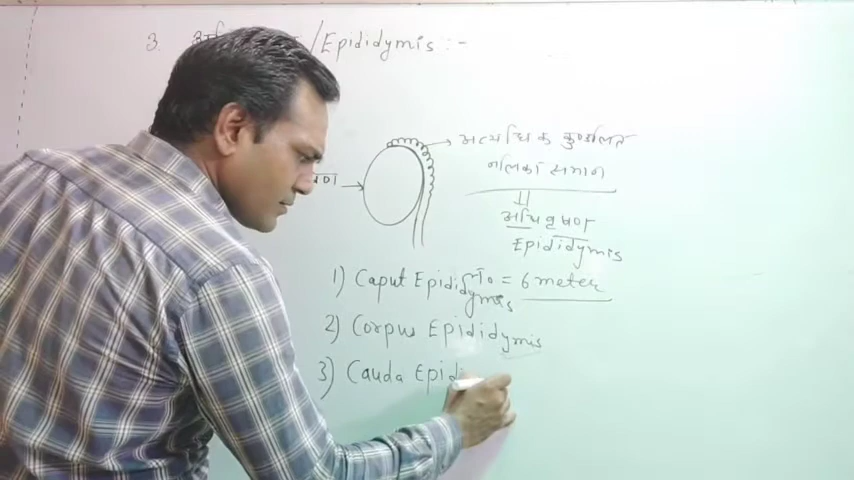 3. /Epididymis :-
अत्यधिक कुण्डलित
नलिका समान
अधिवृषण
Epididymis
1) Caput Epididymis
= 6 meter
2) Corpus Epididymis
3) Cauda Epidi